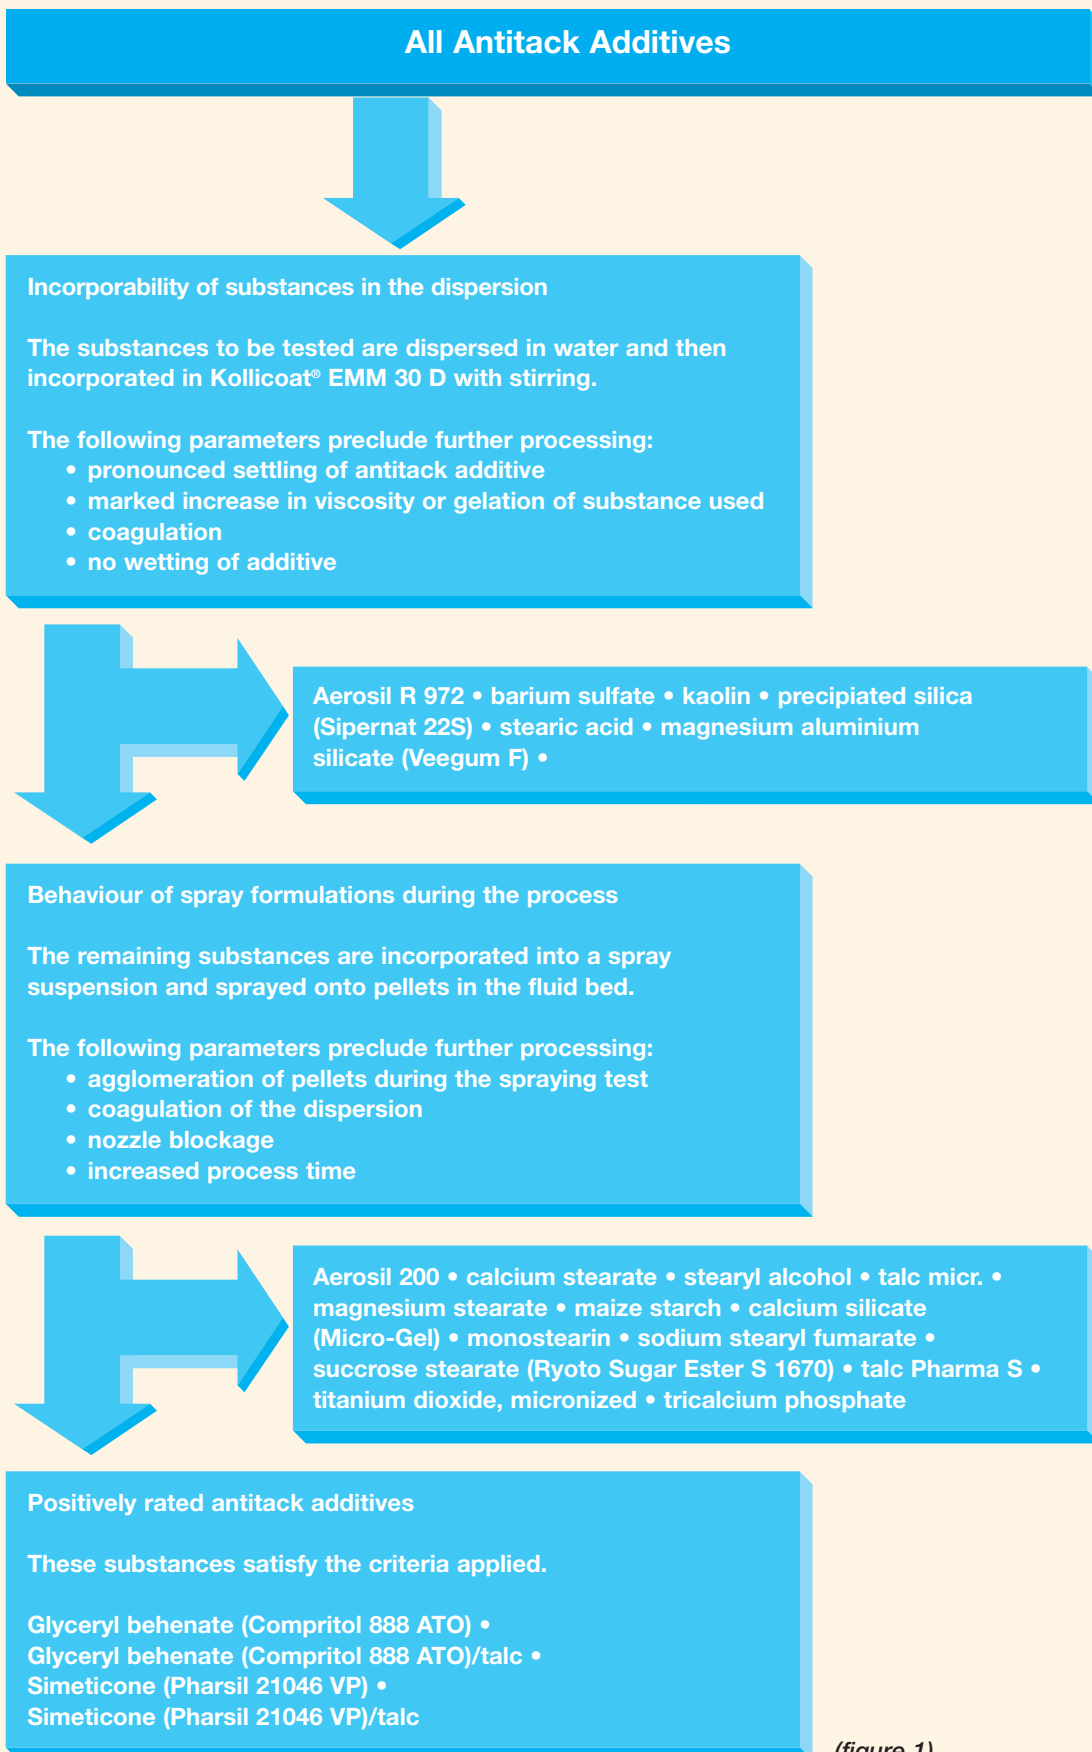 All Antitack Additives
Incorporability of substances in the dispersion
The substances to be tested are dispersed in water and then
incorporated in Kollicoat® EMM 30 D with stirring.
The following parameters preclude further processing:
• pronounced settling of antitack additive
• marked increase in viscosity or gelation of substance used
• coagulation
• no wetting of additive
Aerosil R 972 • barium sulfate • kaolin • precipiated silica
(Sipernat 22S) • stearic acid • magnesium aluminium
silicate (Veegum F) •
Behaviour of spray formulations during the process
The remaining substances are incorporated into a spray
suspension and sprayed onto pellets in the fluid bed.
The following parameters preclude further processing:
• agglomeration of pellets during the spraying test
• coagulation of the dispersion
• nozzle blockage
• increased process time
Aerosil 200 • calcium stearate • stearyl alcohol • talc micr. •
magnesium stearate • maize starch • calcium silicate
(Micro-Gel) • monostearin • sodium stearyl fumarate •
succrose stearate (Ryoto Sugar Ester S 1670) • talc Pharma S •
titanium dioxide, micronized • tricalcium phosphate
Positively rated antitack additives
These substances satisfy the criteria applied.
Glyceryl behenate (Compritol 888 ATO) •
Glyceryl behenate (Compritol 888 ATO)/talc •
Simeticone (Pharsil 21046 VP) •
Simeticone (Pharsil 21046 VP)/talc
(figure 1)